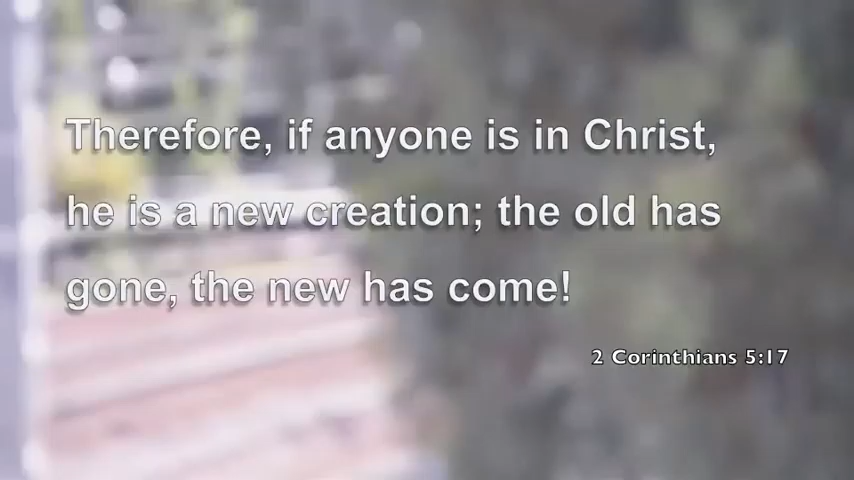 Therefore, if anyone is in Christ,
he is a new creation; the old has
gone, the new has come!
2 Corinthians 5:17